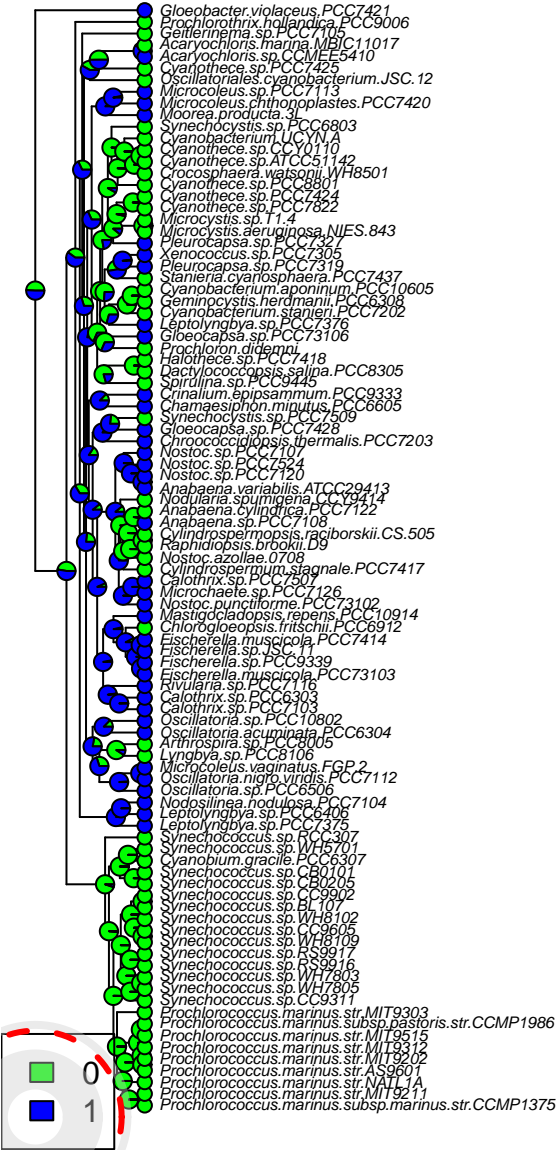 Gloeobacter.violaceus.PCC7421
Prochlorothrix.hollandica.PCC9006
Geitlerinema.sp.PCC7105
Acaryochloris.marina.MBIC11017
Acaryochloris.sp.CCMEE5410
Cyanothece.sp.PCC7425
Oscillatoriales.cyanobacterium.JSC.12
Microcoleus.sp.PCC7113
Microcoleus.chthonoplastes.PCC7420
Moorea.producta.3L
Synechocystis.sp.PCC6803
Cyanobacterium.UCYN.A
Cyanothece.sp.CCY0110
Cyanothece.sp.ATCC51142
Crocosphaera.watsonii.WH8501
Cyanothece.sp.PCC8801
Cyanothece.sp.PCC7424
Cyanothece.sp.PCC7822
Microcystis.sp.T1.4
Microcystis.aeruginosa.NIES.843
Pleurocapsa.sp.PCC7327
Xenococcus.sp.PCC7305
Pleurocapsa.sp.PCC7319
Stanieria.cyanosphaera.PCC7437
Cyanobacterium.aponinum.PCC10605
Geminocystis.herdmanii.PCC6308
Cyanobacterium.stanieri.PCC7202
Leptolyngbya.sp.PCC7376
Gloeocapsa.sp.PCC73106
Prochloron.didemni
Halothece.sp.PCC7418
Dactylococcopsis.salina.PCC8305
Spirulina.sp.PCC9445
Crinalium.epipsammum.PCC9333
Chamaesiphon.minutus.PCC6605
Synechocystis.sp.PCC7509
Gloeocapsa.sp.PCC7428
Chroococcidiopsis.thermalis.PCC7203
Nostoc.sp.PCC7107
Nostoc.sp.PCC7524
Nostoc.sp.PCC7120
Anabaena.variabilis.ATCC29413
Nodularia.spumigena.CCY9414
Anabaena.cylindrica.PCC7122
Anabaena.sp.PCC7108
Cylindrospermopsis.raciborskii.CS.505
Raphidiopsis.brookii.D9
Nostoc.azollae.0708
Cylindrospermum.stagnale.PCC7417
Calothrix.sp.PCC7507
Microchaete.sp.PCC7126
Nostoc.punctiforme.PCC73102
Mastigocladopsis.repens.PCC10914
Chlorogloeopsis.fritschii.PCC6912
Fischerella.muscicola.PCC7414
Fischerella.sp.JSC.11
Fischerella.sp.PCC9339
Fischerella.muscicola.PCC73103
Rivularia.sp.PCC7116
Calothrix.sp.PCC6303
Calothrix.sp.PCC7103
Oscillatoria.sp.PCC10802
Oscillatoria.acuminata.PCC6304
Arthrospira.sp.PCC8005
Lyngbya.sp.PCC8106
Microcoleus.vaginatus.FGP.2
Oscillatoria.nigro.viridis.PCC7112
Oscillatoria.sp.PCC6506
Nodosilinea.nodulosa.PCC7104
Leptolyngbya.sp.PCC6406
Leptolyngbya.sp.PCC7375
Synechococcus.sp.RCC307
Synechococcus.sp.WH5701
Cyanobium.gracile.PCC6307
Synechococcus.sp.CB0101
Synechococcus.sp.CB0205
Synechococcus.sp.CC9902
Synechococcus.sp.BL107
Synechococcus.sp.WH8102
Synechococcus.sp.CC9605
Synechococcus.sp.WH8109
Synechococcus.sp.RS9917
Synechococcus.sp.RS9916
Synechococcus.sp.WH7803
Synechococcus.sp.WH7805
Synechococcus.sp.CC9311
Prochlorococcus.marinus.str.MIT9303
Prochlorococcus.marinus.subsp.pastoris.str.CCMP1986
Prochlorococcus.marinus.str.MIT9515
Prochlorococcus.marinus.str.MIT9312
Prochlorococcus.marinus.str.MIT9202
Prochlorococcus.marinus.str.AS9601
Prochlorococcus.marinus.str.NATL1A
Prochlorococcus.marinus.str.MIT9211
Prochlorococcus.marinus.subsp.marinus.str.CCMP1375
0
1